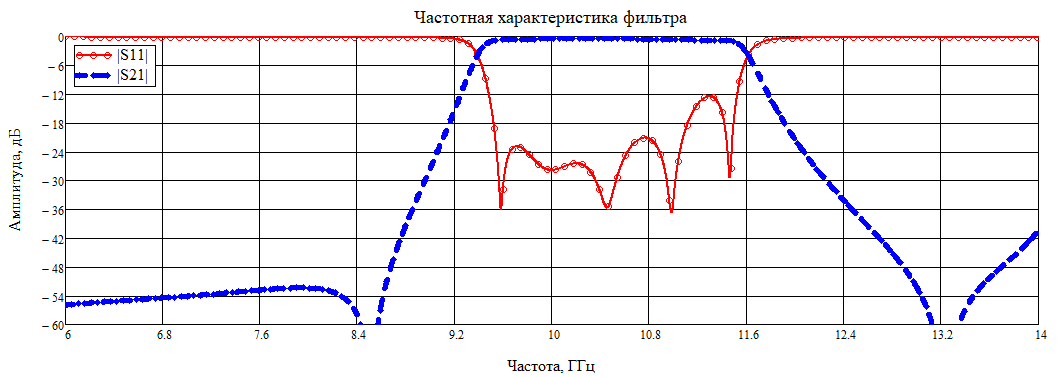 Частотная характеристика фильтра
|S11|
|S21|
0
− 6
− 12
− 18
− 24
− 30
− 36
− 42
− 48
− 54
− 60
Амплитуда, дБ
6 6.8 7.6 8.4 9.2 10 10.8 11.6 12.4 13.2 14
Частота, ГГц